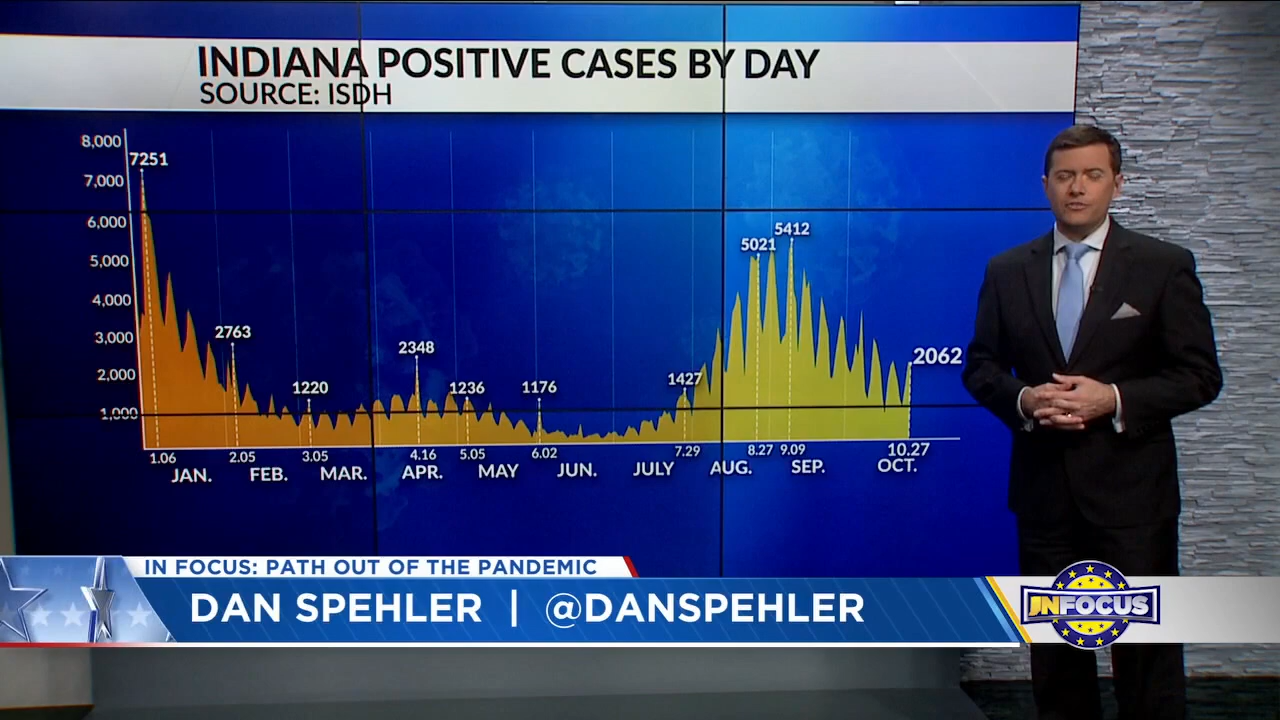 INDIANA POSITIVE CASES BY DAY
SOURCE: ISDH
8,000
7251
7,000
6,000
5412
5021
5,000
4,000
3,000
2763
2348
2062
2,000
1427
1220
1236
1176
1,000
1.06 2.05 3.05 4.16 5.05 6.02 7.29 8.27 9.09 10.27
JAN. FEB. MAR. APR. MAY JUN. JULY AUG. SEP. OCT.
IN FOCUS: PATH OUT OF THE PANDEMIC
DAN SPEHLER | @DANSPEHLER
INFOCUS